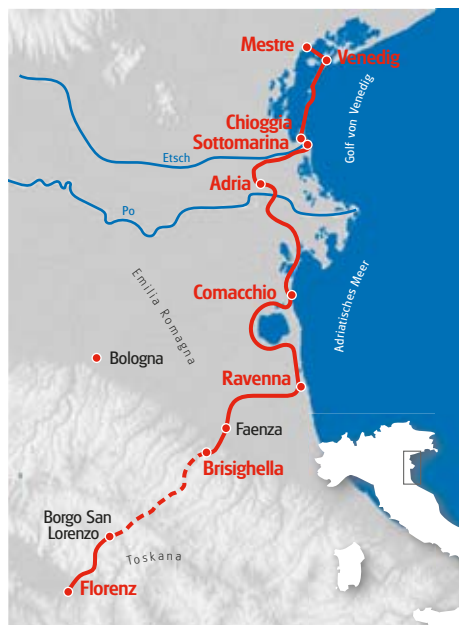 Mestre
Venedig
Golf von Venedig
Chioggia
Sottomarina
Etsch
Adria
Po
Emilia Romagna
Comacchio
Adriatisches Meer
Bologna
Ravenna
Faenza
Brisighella
Borgo San
Lorenzo
Toskana
Florenz